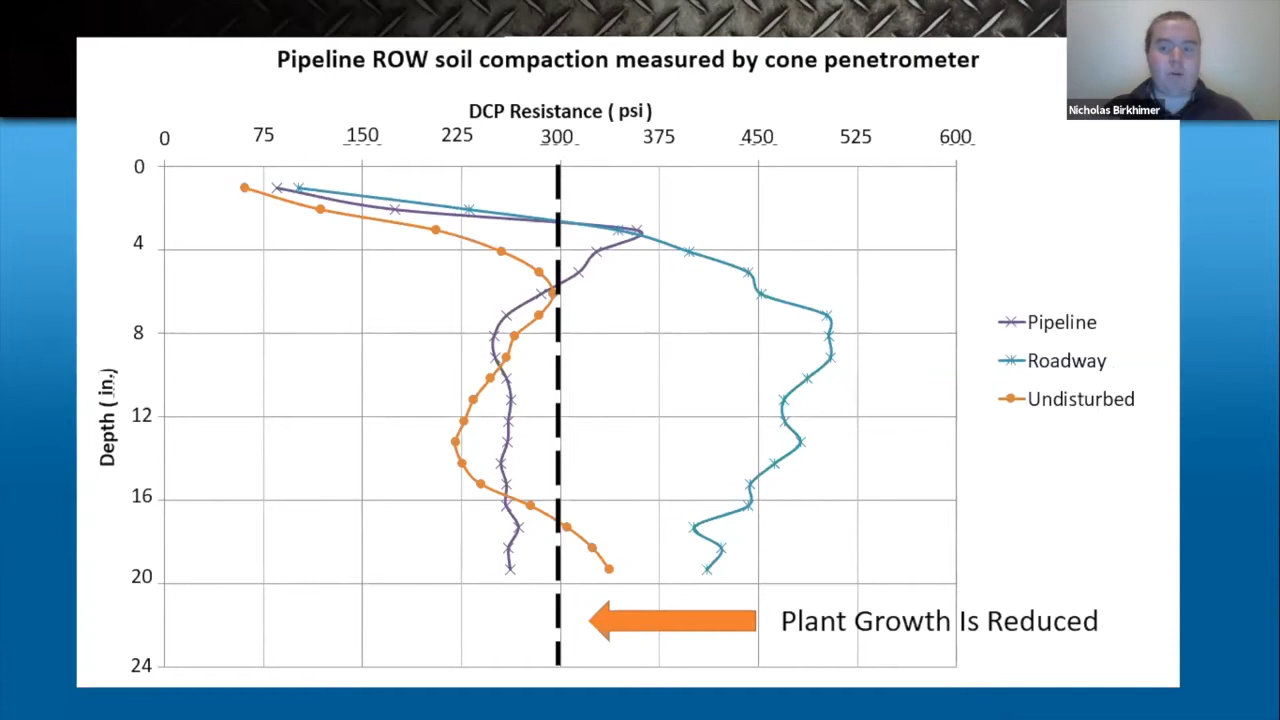 Pipeline ROW soil compaction measured by cone penetrometer
Nicholas Birkhimer
DCP Resistance ( psi)
0 75 150 225 300 375 450 525 600
0
4
8
12
16
20
24
Depth ( in.)
Pipeline
Roadway
Undisturbed
Plant Growth Is Reduced